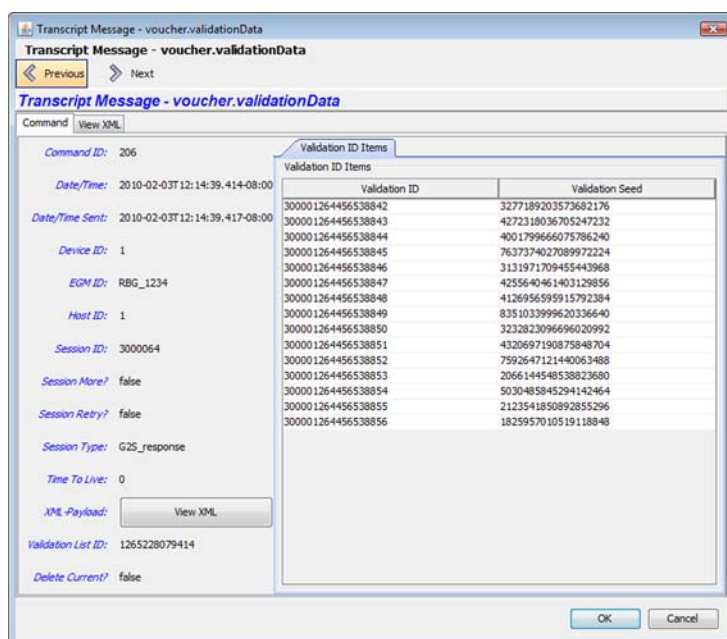 Transcript Message - voucher.validationData
Transcript Message - voucher.validationData
Previous Next
Transcript Message - voucher.validationData
Command View XML
Command ID: 206
Date/Time: 2010-02-03T12:14:39.414-08:00
Date/Time Sent: 2010-02-03T12:14:39.417-08:00
Device ID: 1
EGM ID: RBG_1234
Host ID: 1
Session ID: 3000064
Session More? false
Session Retry? false
Session Type: G2S_response
Time To Live: 0
XML-Payload: View XML
Validation List ID: 1265228079414
Delete Current? false
Validation ID Items
Validation ID Items
Validation ID Validation Seed
300001264456538842 3277189203573682176
300001264456538843 4272318036705247232
300001264456538844 4001799666075786240
300001264456538845 7637374027089972224
300001264456538846 3131971709455443968
300001264456538847 4255640461403129856
300001264456538848 4126956595915792384
300001264456538849 8351033999620336640
300001264456538850 3232823096696020992
300001264456538851 4320697190875848704
300001264456538852 7592647121440063488
300001264456538853 2066144548538823680
300001264456538854 5030485845294142464
300001264456538855 2123541850892855296
300001264456538856 1825957010519118848
OK Cancel